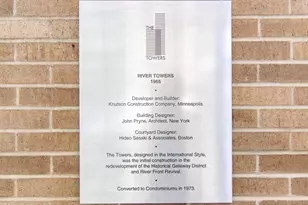 THE
TOWERS
RIVER TOWERS
1965
•
Developer and Builder:
Knutson Construction Company, Minneapolis
Building Designer:
John Pryne, Architect, New York
Courtyard Designer:
Hideo Sasaki & Associates, Boston
•
The Towers, designed in the International Style,
was the initial construction in the
redevelopment of the Historical Gateway District
and River Front Revival.
•
Converted to Condominiums in 1973.